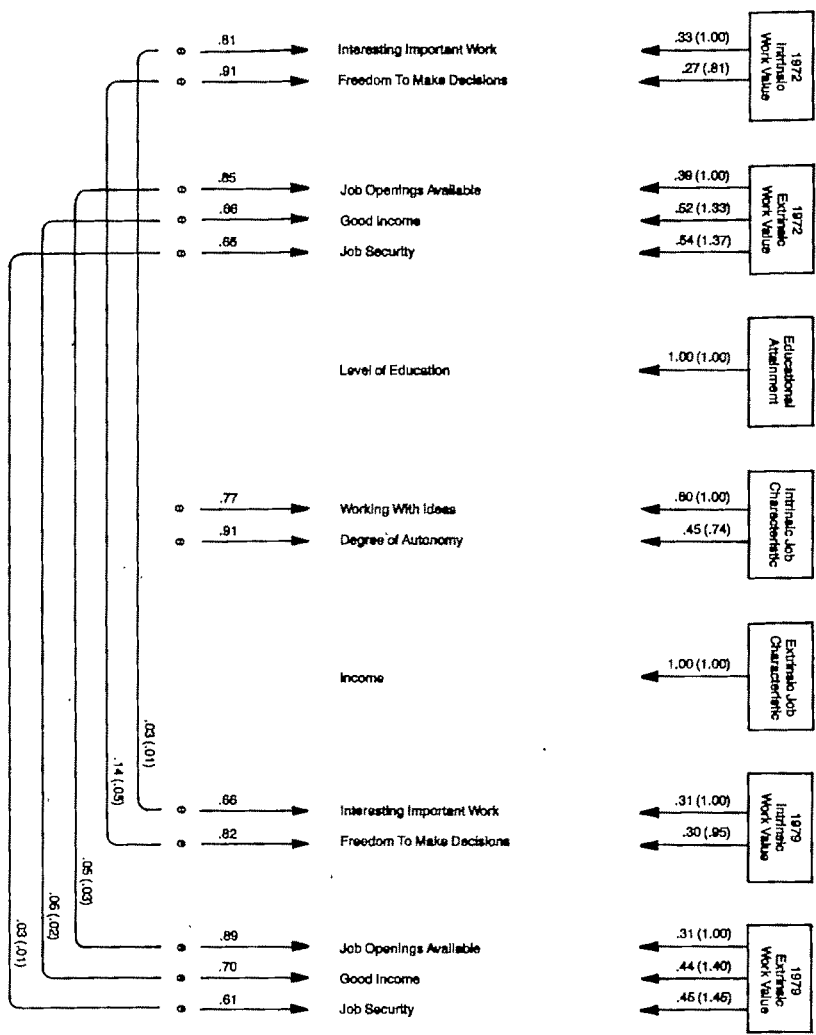 .81 Interesting Important Work .33 (1.00)
.91 Freedom To Make Decisions .27 (.81)
1972
Intrinsic
Work Value
.85 Job Openings Available .39 (1.00)
.66 Good Income .52 (1.33)
.65 Job Security .54 (1.37)
1972
Extrinsic
Work Value
Level of Education 1.00 (1.00)
Educational
Attainment
.77 Working With Ideas .60 (1.00)
.91 Degree of Autonomy .45 (.74)
Intrinsic Job
Characteristic
Income 1.00 (1.00)
Extrinsic Job
Characteristic
.66 Interesting Important Work .31 (1.00)
.82 Freedom To Make Decisions .30 (.95)
1979
Intrinsic
Work Value
.89 Job Openings Available .31 (1.00)
.70 Good Income .44 (1.40)
.61 Job Security .45 (1.45)
1979
Extrinsic
Work Value
.03 (.01)
.14 (.05)
.05 (.03)
.06 (.02)
.03 (.01)